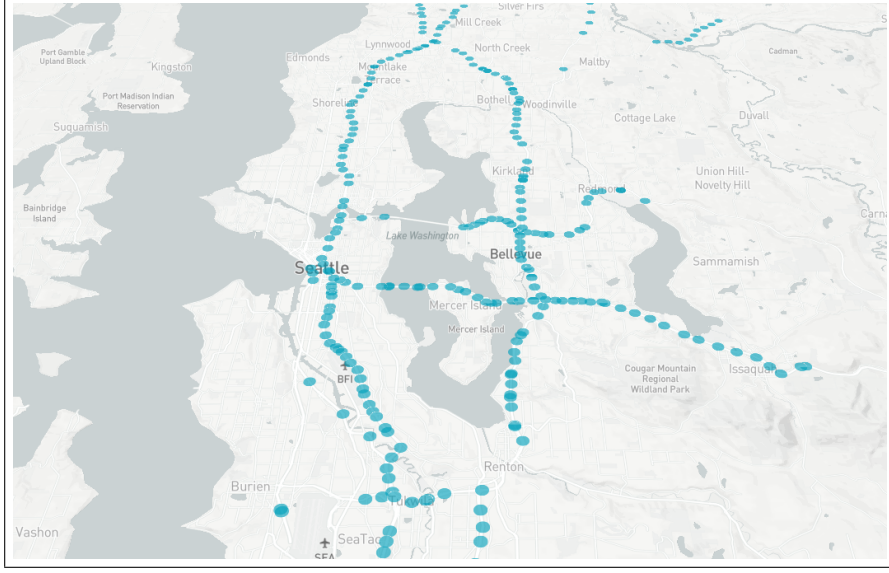 Silver Firs
Mill Creek
Lynnwood
North Creek
Port Gamble
Upland Block
Kingston
Edmonds
Mountlake
Terrace
Maltby
Cadman
Port Madison Indian
Reservation
Shoreline
Bothell
Woodinville
Cottage Lake
Duvall
Suquamish
Kirkland
Redmond
Union Hill-
Novelty Hill
Bainbridge
Island
Carna
Lake Washington
Bellevue
Seattle
Sammamish
Mercer Island
Mercer Island
BFI
Cougar Mountain
Regional
Wildland Park
Issaquah
Renton
Burien
Tukwila
Vashon
SeaTac
SEA